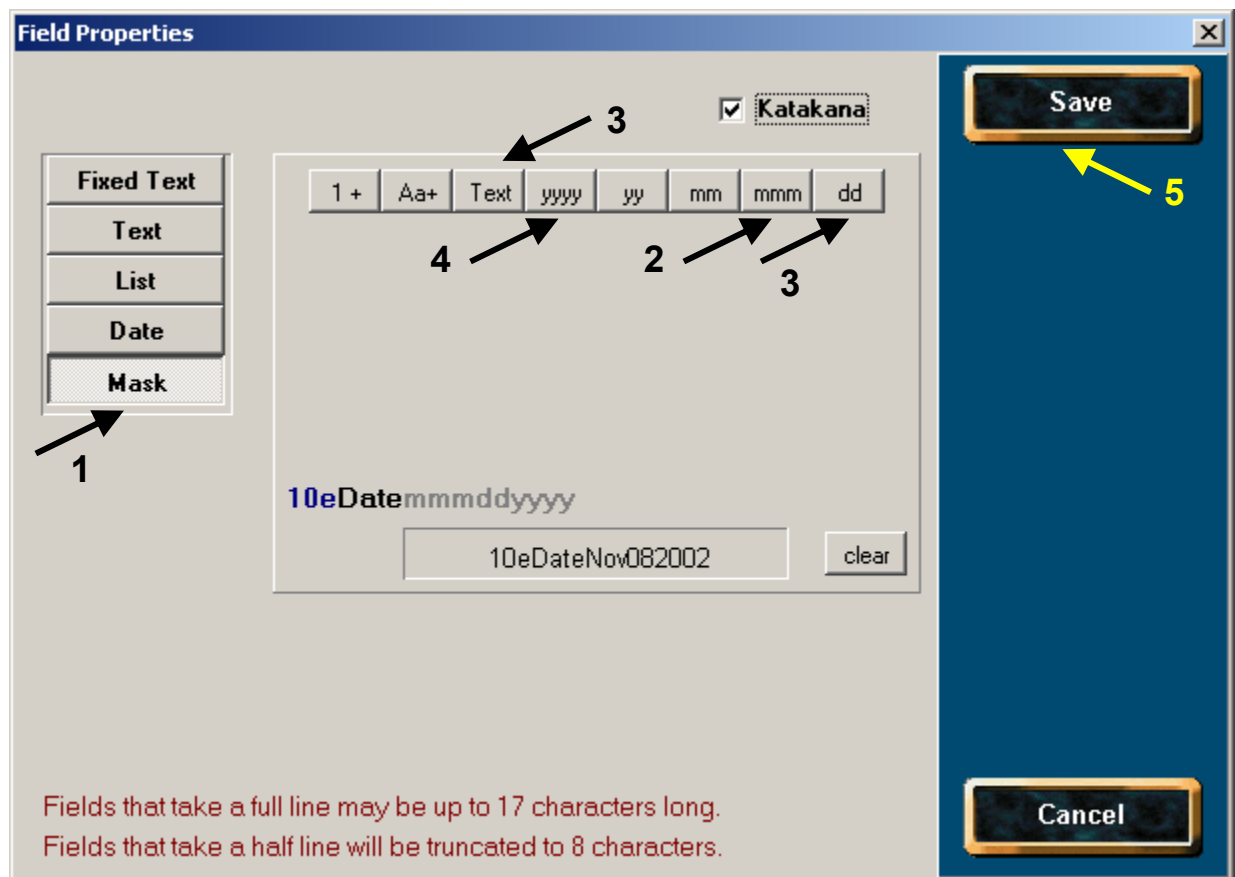 Field Properties
Katakana
Save
3
Fixed Text
1 +
Aa+
Text
yyyy
yy
mm
mmm
dd
5
Text
4
2
3
List
Date
Mask
1
10eDatemmmddyyyy
10eDateNov082002
clear
Fields that take a full line may be up to 17 characters long.
Fields that take a half line will be truncated to 8 characters.
Cancel